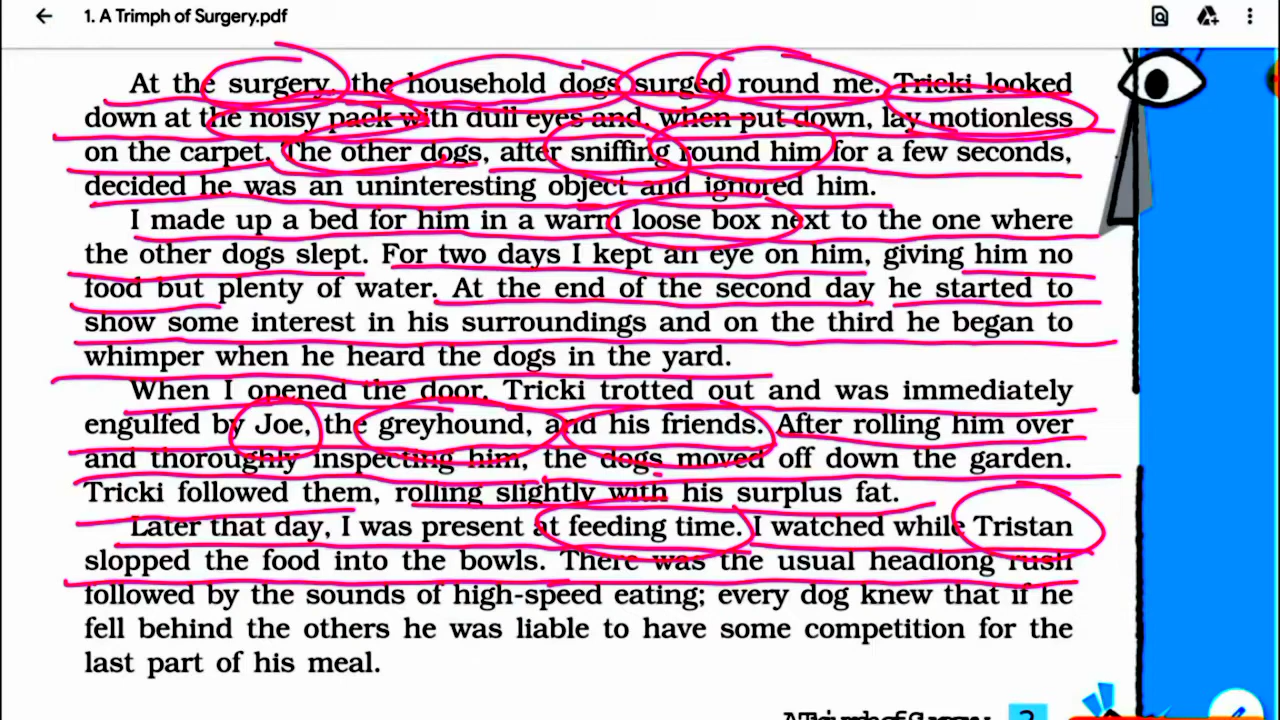 1. A Trimph of Surgery.pdf
At the surgery, the household dogs surged round me. Tricki looked
down at the noisy pack with dull eyes and, when put down, lay motionless
on the carpet. The other dogs, after sniffing round him for a few seconds,
decided he was an uninteresting object and ignored him.
I made up a bed for him in a warm loose box next to the one where
the other dogs slept. For two days I kept an eye on him, giving him no
food but plenty of water. At the end of the second day he started to
show some interest in his surroundings and on the third he began to
whimper when he heard the dogs in the yard.
When I opened the door, Tricki trotted out and was immediately
engulfed by Joe, the greyhound, and his friends. After rolling him over
and thoroughly inspecting him, the dogs moved off down the garden.
Tricki followed them, rolling slightly with his surplus fat.
Later that day, I was present at feeding time. I watched while Tristan
slopped the food into the bowls. There was the usual headlong rush
followed by the sounds of high-speed eating; every dog knew that if he
fell behind the others he was liable to have some competition for the
last part of his meal.